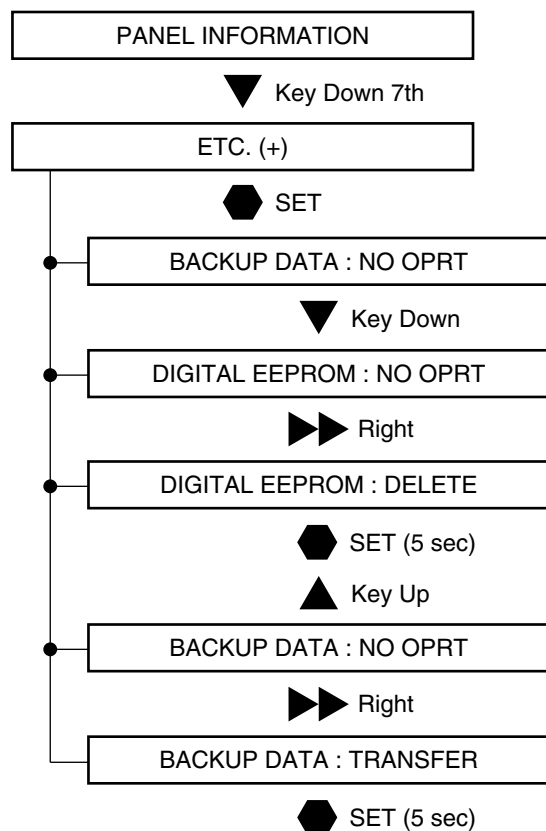 PANEL INFORMATION
Key Down 7th
ETC. (+)
SET
BACKUP DATA : NO OPRT
Key Down
DIGITAL EEPROM : NO OPRT
Right
DIGITAL EEPROM : DELETE
SET (5 sec)
Key Up
BACKUP DATA : NO OPRT
Right
BACKUP DATA : TRANSFER
SET (5 sec)